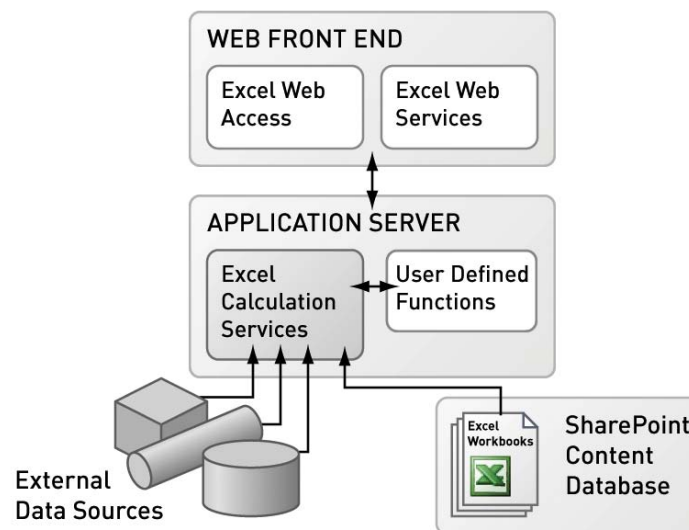 WEB FRONT END
Excel Web
Access
Excel Web
Services
APPLICATION SERVER
Excel
Calculation
Services
User Defined
Functions
External
Data Sources
Excel
Workbooks
SharePoint
Content
Database